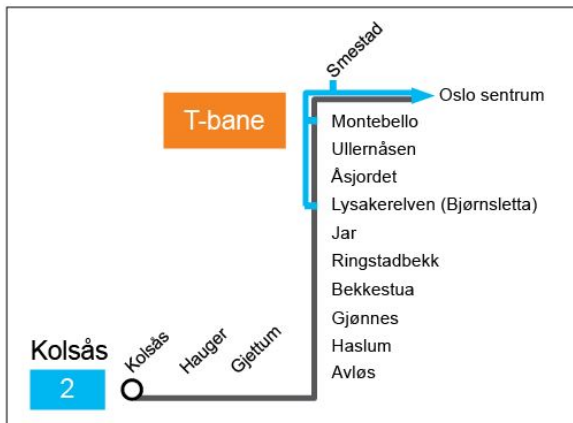 Smestad
T-bane
Oslo sentrum
Montebello
Ullernåsen
Åsjordet
Lysakerelven (Bjørnsletta)
Jar
Ringstadbekk
Bekkestua
Gjønnes
Haslum
Avløs
Kolsås
2
Kolsås
Hauger
Gjettum